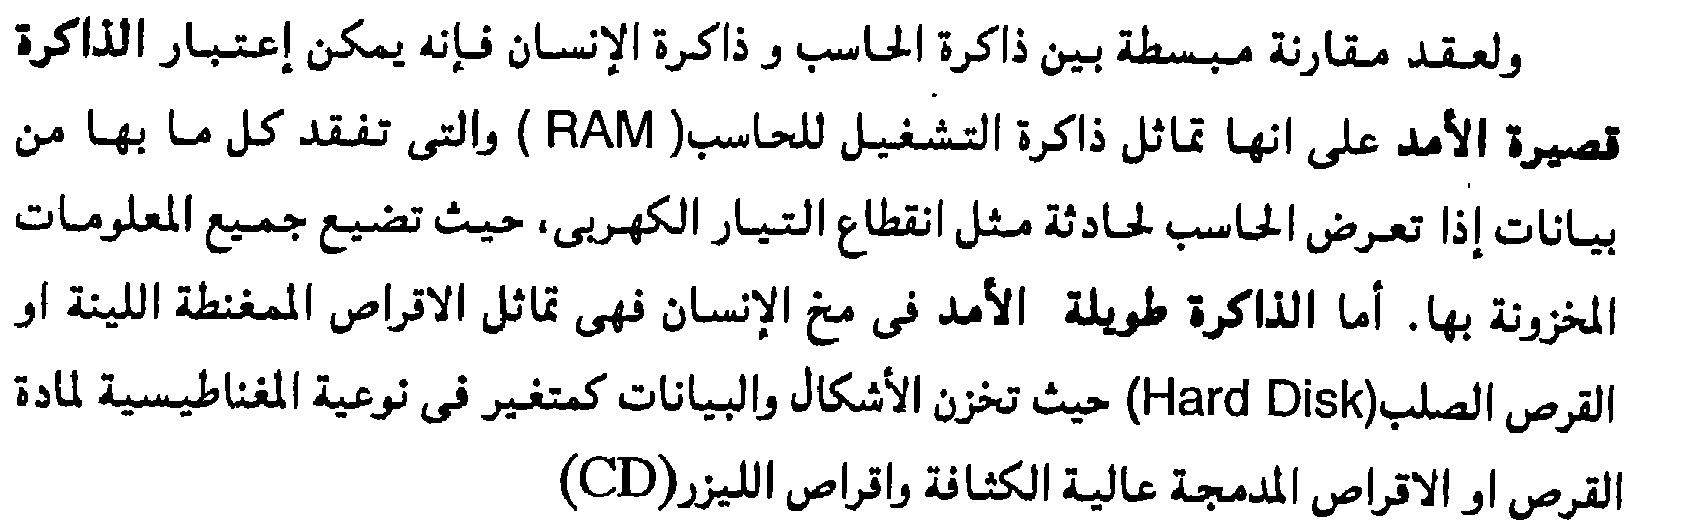 ولعقد مقارنة مبسطة بين ذاكرة الحاسب و ذاكرة الإنسان فإنه يمكن إعتبار الذاكرة
قصيرة الأمد على انها تماثل ذاكرة التشغيل للحاسب( RAM ) والتى تفقد كل ما بها من
بيانات إذا تعرض الحاسب لحادثة مثل انقطاع التيار الكهربى، حيث تضيع جميع المعلومات
المخزونة بها. أما الذاكرة طويلة الأمد فى مخ الإنسان فهى تماثل الاقراص الممغنطة اللينة او
القرص الصلب(Hard Disk) حيث تخزن الأشكال والبيانات كمتغير فى نوعية المغناطيسية لمادة
القرص او الاقراص المدمجة عالية الكثافة واقراص الليزر(CD)